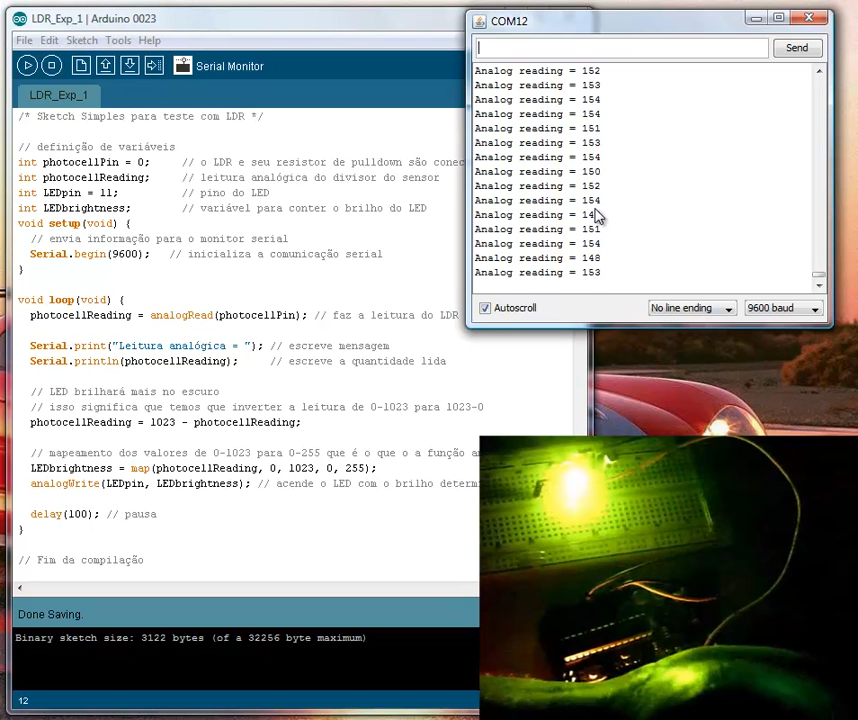 LDR_Exp_1 | Arduino 0023
File Edit Sketch Tools Help
Serial Monitor
LDR_Exp_1
/* Sketch Simples para teste com LDR */
// definição de variáveis
int photocellPin = 0; // o LDR e seu resistor de pulldown são
int photocellReading; // leitura analógica do divisor do sensor
int LEDpin = 11; // pino do LED
int LEDbrightness; // variável para conter o brilho do LED
void setup(void) {
// envia informação para o monitor serial
Serial.begin(9600); // inicializa a comunicação serial
}
void loop(void) {
photocellReading = analogRead(photocellPin); // faz a leitura do LDR
Serial.print("Leitura analógica = "); // escreve mensagem
Serial.println(photocellReading); // escreve a quantidade lida
// LED brilhará mais no escuro
// isso significa que temos que inverter a leitura de 0-1023 para 1023-0
photocellReading = 1023 - photocellReading;
// mapeamento dos valores de 0-1023 para 0-255 que é o que o a função
LEDbrightness = map(photocellReading, 0, 1023, 0, 255);
analogWrite(LEDpin, LEDbrightness); // acende o LED com o brilho
delay(100); // pausa
}
// Fim da compilação
Done Saving.
Binary sketch size: 3122 bytes (of a 32256 byte maximum)
12
COM12
Send
Analog reading = 152
Analog reading = 153
Analog reading = 154
Analog reading = 154
Analog reading = 151
Analog reading = 153
Analog reading = 154
Analog reading = 150
Analog reading = 152
Analog reading = 154
Analog reading =
Analog reading = 151
Analog reading = 154
Analog reading = 148
Analog reading = 153
Autoscroll
No line ending
9600 baud